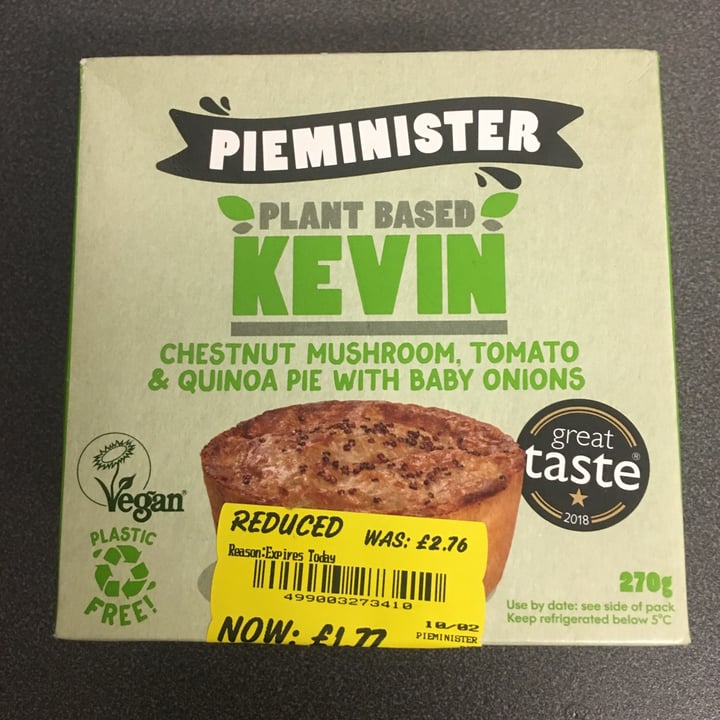 PIEMINISTER
PLANT BASED
KEVIN
CHESTNUT MUSHROOM, TOMATO
& QUINOA PIE WITH BABY ONIONS
great
taste®
2018
Vegan®
PLASTIC
FREE!
REDUCED WAS: £2.76
Reason:Expires Today
499003273410
NOW: £1.77
10/02
PIEMINISTER
270g
Use by date: see side of pack
Keep refrigerated below 5°C